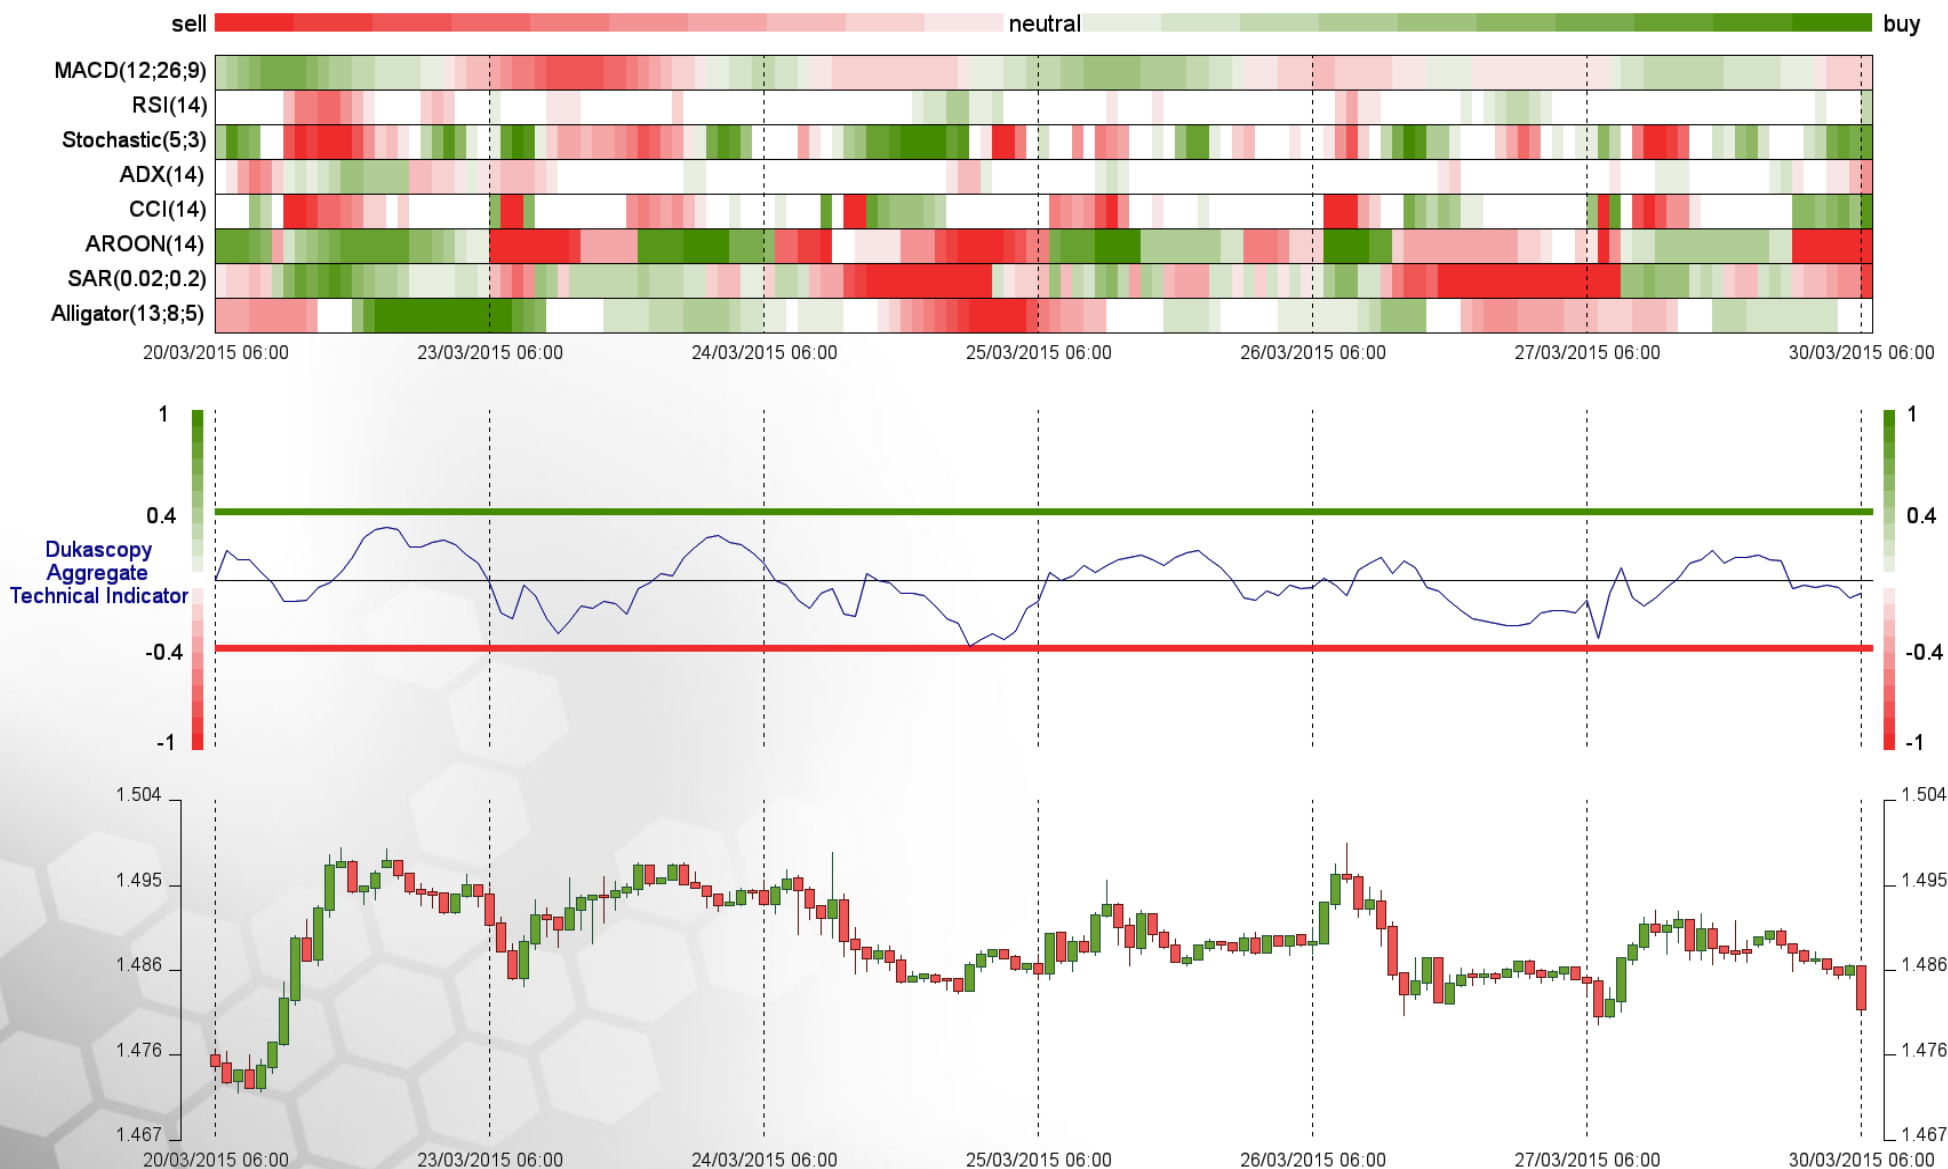 sell neutral buy
MACD(12;26;9)
RSI(14)
Stochastic(5;3)
ADX(14)
CCI(14)
AROON(14)
SAR(0.02;0.2)
Alligator(13;8;5)
20/03/2015 06:00 23/03/2015 06:00 24/03/2015 06:00 25/03/2015 06:00 26/03/2015 06:00 27/03/2015 06:00 30/03/2015 06:00
1 1
0.4 0.4
Dukascopy
Aggregate
Technical Indicator
-0.4 -0.4
-1 -1
1.504 1.504
1.495 1.495
1.486 1.486
1.476 1.476
1.467 1.467
20/03/2015 06:00 23/03/2015 06:00 24/03/2015 06:00 25/03/2015 06:00 26/03/2015 06:00 27/03/2015 06:00 30/03/2015 06:00